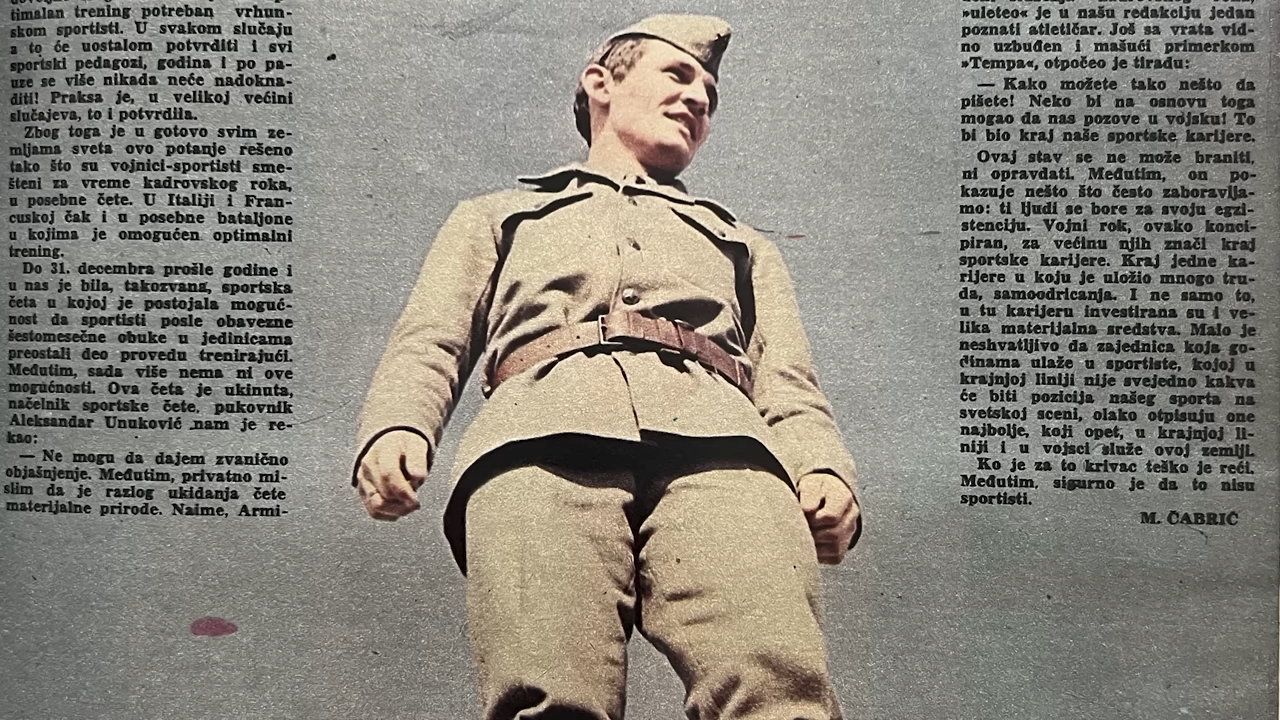 timalan trening potreban vrhun-
skom sportisti. U svakom slučaju
a to će uostalom potvrditi i svi
sportski pedagozi, godina i po pa-
uze se više nikada neće nadokna-
diti! Praksa je, u velikoj većini
slučajeva, to i potvrdila.
Zbog toga je u gotovo svim ze-
mljama sveta ovo potanje rešeno
tako što su vojnici-sportisti sme-
šteni za vreme kadrovskog roka,
u posebne čete. U Italiji i Fran-
cuskoj čak i u posebne bataljone
u kojima je omogućen optimalni
trening.
Do 31. decembra prošle godine i
u nas je bila, takozvana, sportska
četa u kojoj je postojala moguć-
nost da sportisti posle obavezne
šestomesečne obuke u jedinicama
preostali deo provedu trenirajući.
Međutim, sada više nema ni ove
mogućnosti. Ova četa je ukinuta,
načelnik sportske čete, pukovnik
Aleksandar Unuković nam je re-
kao:
— Ne mogu da dajem zvanično
objašnjenje. Međutim, privatno mi-
slim da je razlog ukidanja čete
materijalne prirode. Naime, Armi-
»uleteo« je u našu redakciju jedan
poznati atletičar. Još sa vrata vid-
no uzbuđen i mašući primerkom
»Tempa«, otpočeo je tiradu:
— Kako možete tako nešto da
pišete! Neko bi na osnovu toga
mogao da nas pozove u vojsku! To
bi bio kraj naše sportske karijere.
Ovaj stav se ne može braniti,
ni opravdati. Međutim, on po-
kazuje nešto što često zaboravlja-
mo: ti ljudi se bore za svoju egzi-
stenciju. Vojni rok, ovako konci-
piran, za većinu njih znači kraj
sportske karijere. Kraj jedne ka-
rijere u koju je uložio mnogo tru-
da, samoodricanja. I ne samo to,
u tu karijeru investirana su i ve-
lika materijalna sredstva. Malo je
neshvatljivo da zajednica koja go-
dinama ulaže u sportiste, kojoj u
krajnjoj liniji nije svejedno kakva
će biti pozicija našeg sporta na
svetskoj sceni, olako otpisuju one
najbolje, koji opet, u krajnjoj li-
niji i u vojsci služe ovoj zemlji.
Ko je za to krivac teško je reći.
Međutim, sigurno je da to nisu
sportisti.
M. ČABRIĆ